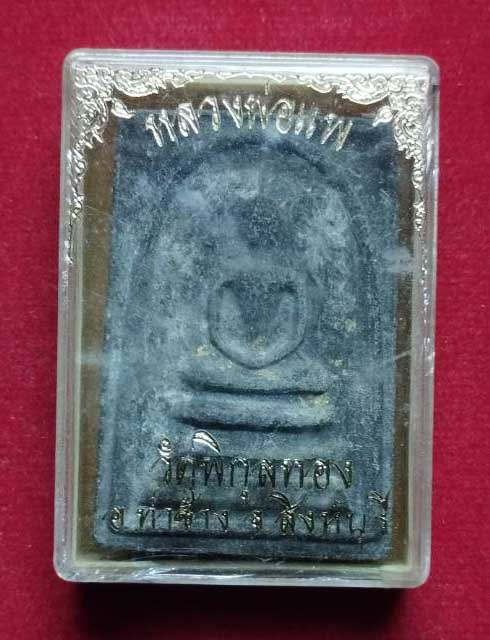 หลวงพ่อแพ
วัดพิกุลทอง
อ.ท่าช้าง จ.สิงห์บุรี